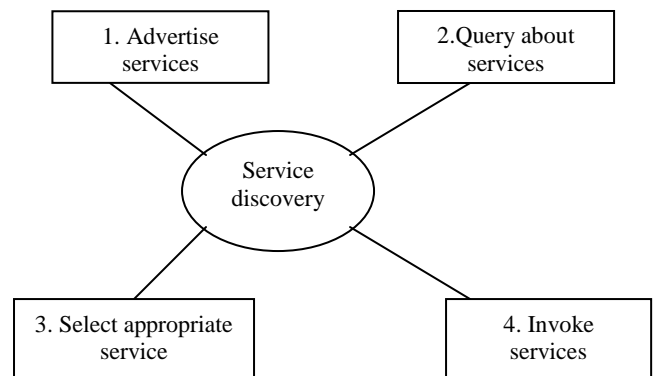 1. Advertise
services
2.Query about
services
Service
discovery
3. Select appropriate
service
4. Invoke
services